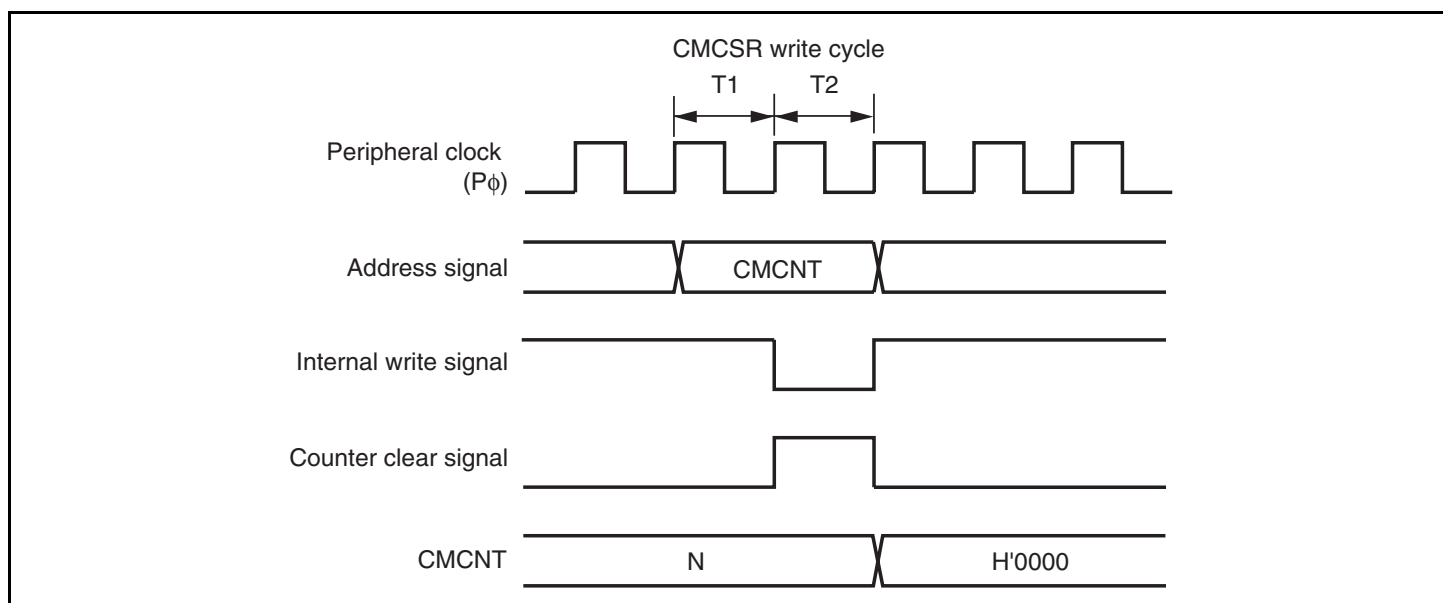 CMCSR write cycle
T1 T2
Peripheral clock
(Pϕ)
Address signal CMCNT
Internal write signal
Counter clear signal
CMCNT N H'0000